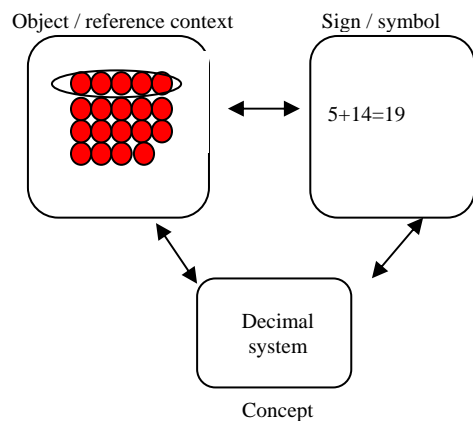 Object / reference context
Sign / symbol
5+14=19
Decimal
system
Concept